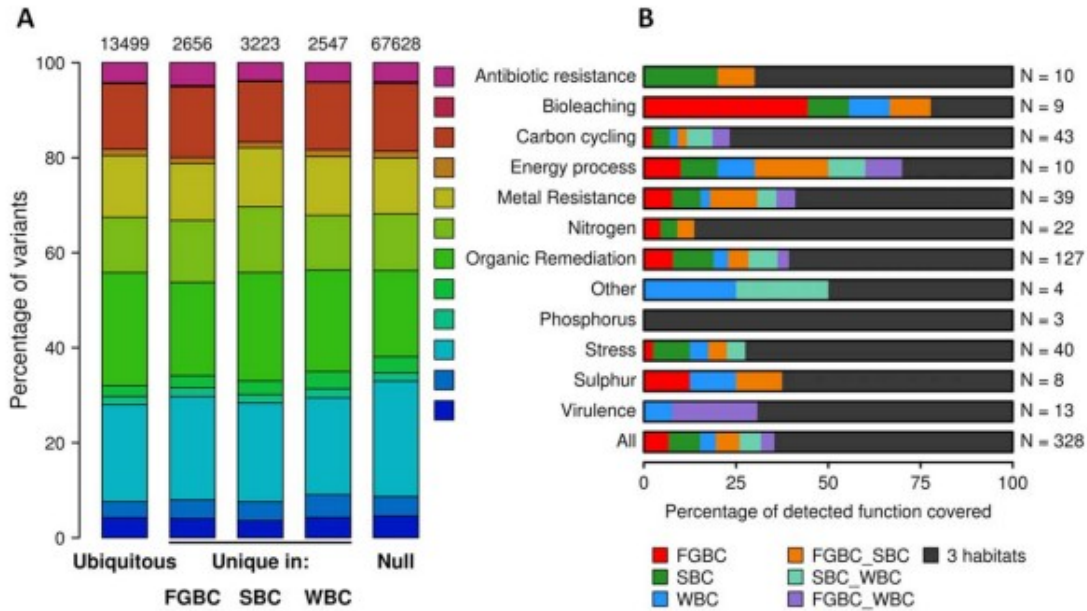 A
13499 2656 3223 2547 67628
100
80
60
40
20
0
Percentage of variants
Ubiquitous Unique in: Null
FGBC SBC WBC
B
Antibiotic resistance N = 10
Bioleaching N = 9
Carbon cycling N = 43
Energy process N = 10
Metal Resistance N = 39
Nitrogen N = 22
Organic Remediation N = 127
Other N = 4
Phosphorus N = 3
Stress N = 40
Sulphur N = 8
Virulence N = 13
All N = 328
0 25 50 75 100
Percentage of detected function covered
FGBC FGBC_SBC 3 habitats
SBC SBC_WBC
WBC FGBC_WBC